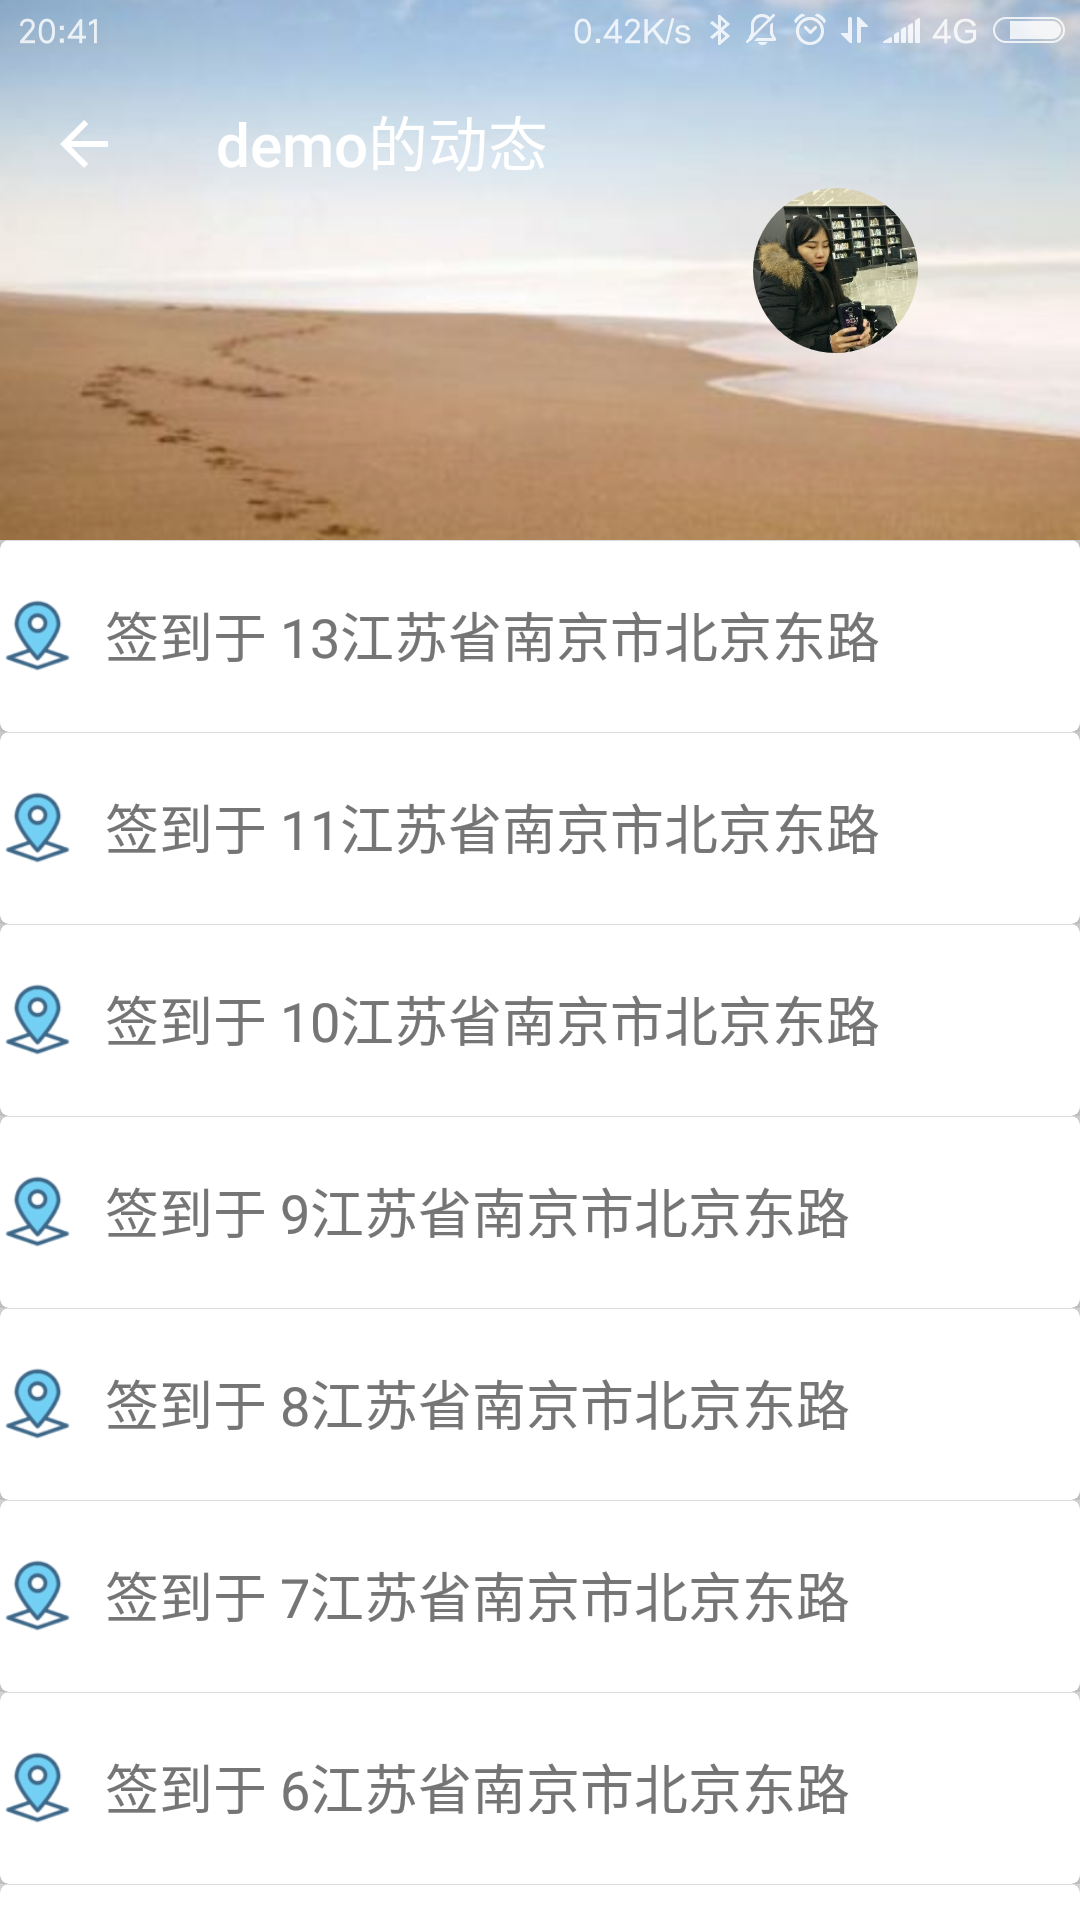 20:41 0.42K/s 4G
demo的动态
签到于 13江苏省南京市北京东路
签到于 11江苏省南京市北京东路
签到于 10江苏省南京市北京东路
签到于 9江苏省南京市北京东路
签到于 8江苏省南京市北京东路
签到于 7江苏省南京市北京东路
签到于 6江苏省南京市北京东路